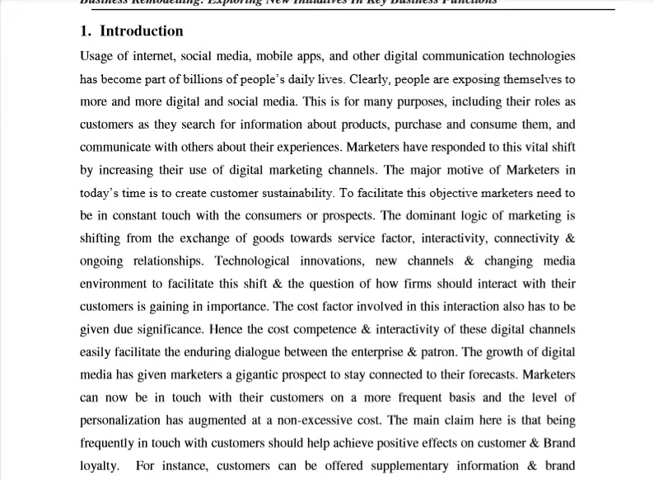 Business Remodelling: Exploring New Initiatives In Key Business Functions
1. Introduction
Usage of internet, social media, mobile apps, and other digital communication technologies
has become part of billions of people's daily lives. Clearly, people are exposing themselves to
more and more digital and social media. This is for many purposes, including their roles as
customers as they search for information about products, purchase and consume them, and
communicate with others about their experiences. Marketers have responded to this vital shift
by increasing their use of digital marketing channels. The major motive of Marketers in
today's time is to create customer sustainability. To facilitate this objective marketers need to
be in constant touch with the consumers or prospects. The dominant logic of marketing is
shifting from the exchange of goods towards service factor, interactivity, connectivity &
ongoing relationships. Technological innovations, new channels & changing media
environment to facilitate this shift & the question of how firms should interact with their
customers is gaining in importance. The cost factor involved in this interaction also has to be
given due significance. Hence the cost competence & interactivity of these digital channels
easily facilitate the enduring dialogue between the enterprise & patron. The growth of digital
media has given marketers a gigantic prospect to stay connected to their forecasts. Marketers
can now be in touch with their customers on a more frequent basis and the level of
personalization has augmented at a non-excessive cost. The main claim here is that being
frequently in touch with customers should help achieve positive effects on customer & Brand
loyalty. For instance, customers can be offered supplementary information & brand